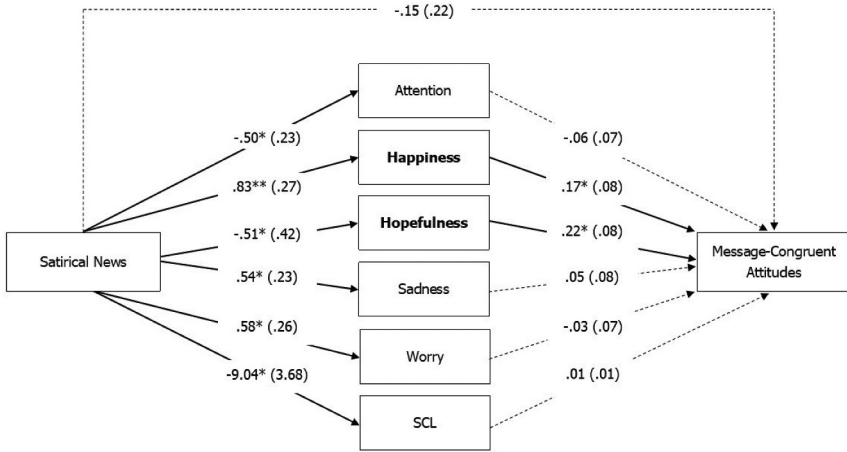 -.15 (.22)
Attention
-.50* (.23)
-.06 (.07)
Happiness
.83** (.27)
.17* (.08)
Hopefulness
-.51* (.42)
.22* (.08)
Satirical News
Message-Congruent
Attitudes
.54* (.23)
Sadness
.05 (.08)
.58* (.26)
-.03 (.07)
Worry
-9.04* (3.68)
.01 (.01)
SCL